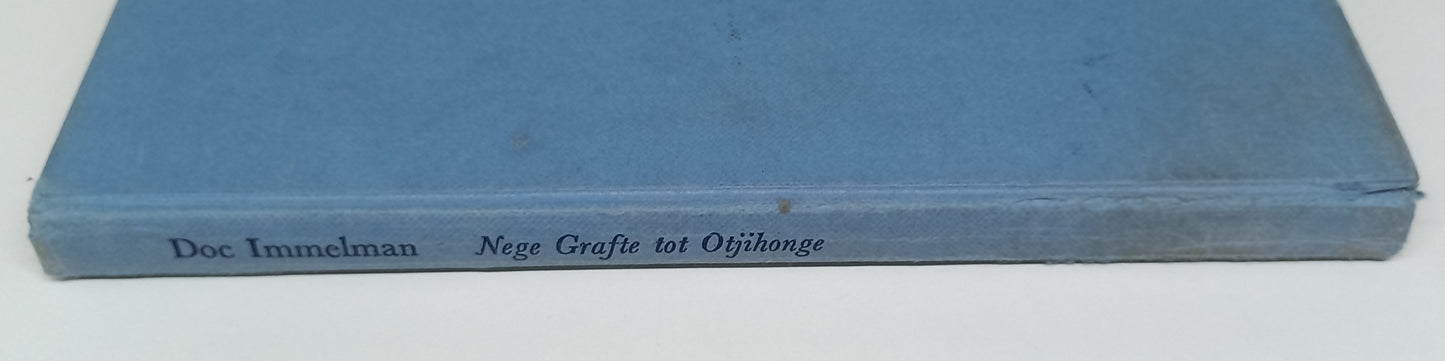 Doc Immelman Nege Grafte tot Otjihonge